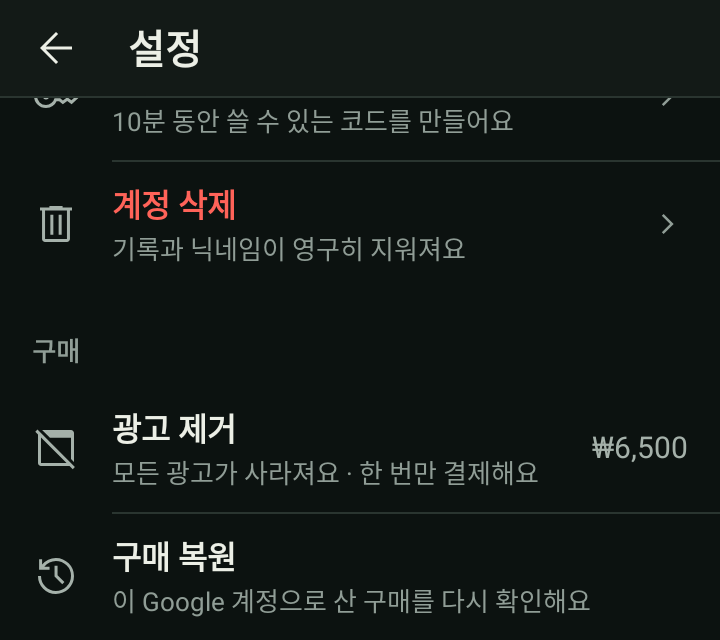 설정
10분 동안 쓸 수 있는 코드를 만들어요
계정 삭제
기록과 닉네임이 영구히 지워져요
구매
광고 제거
₩6,500
모든 광고가 사라져요 · 한 번만 결제해요
구매 복원
이 Google 계정으로 산 구매를 다시 확인해요